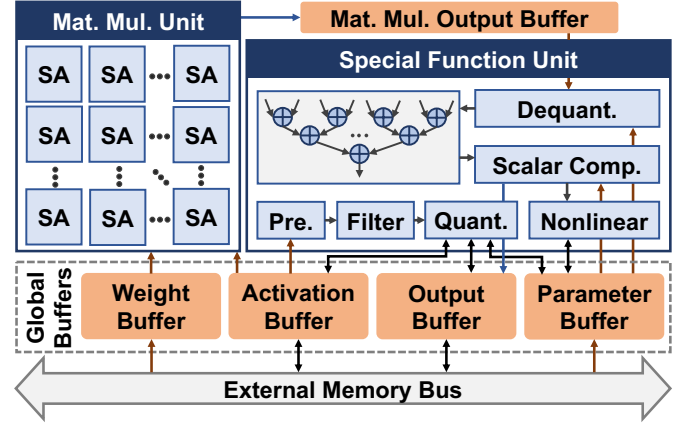 Mat. Mul. Unit
Mat. Mul. Output Buffer
Special Function Unit
SA SA SA
SA SA SA
SA SA SA
Dequant.
Scalar Comp.
Pre. Filter Quant. Nonlinear
Global
Buffers
Weight
Buffer
Activation
Buffer
Output
Buffer
Parameter
Buffer
External Memory Bus